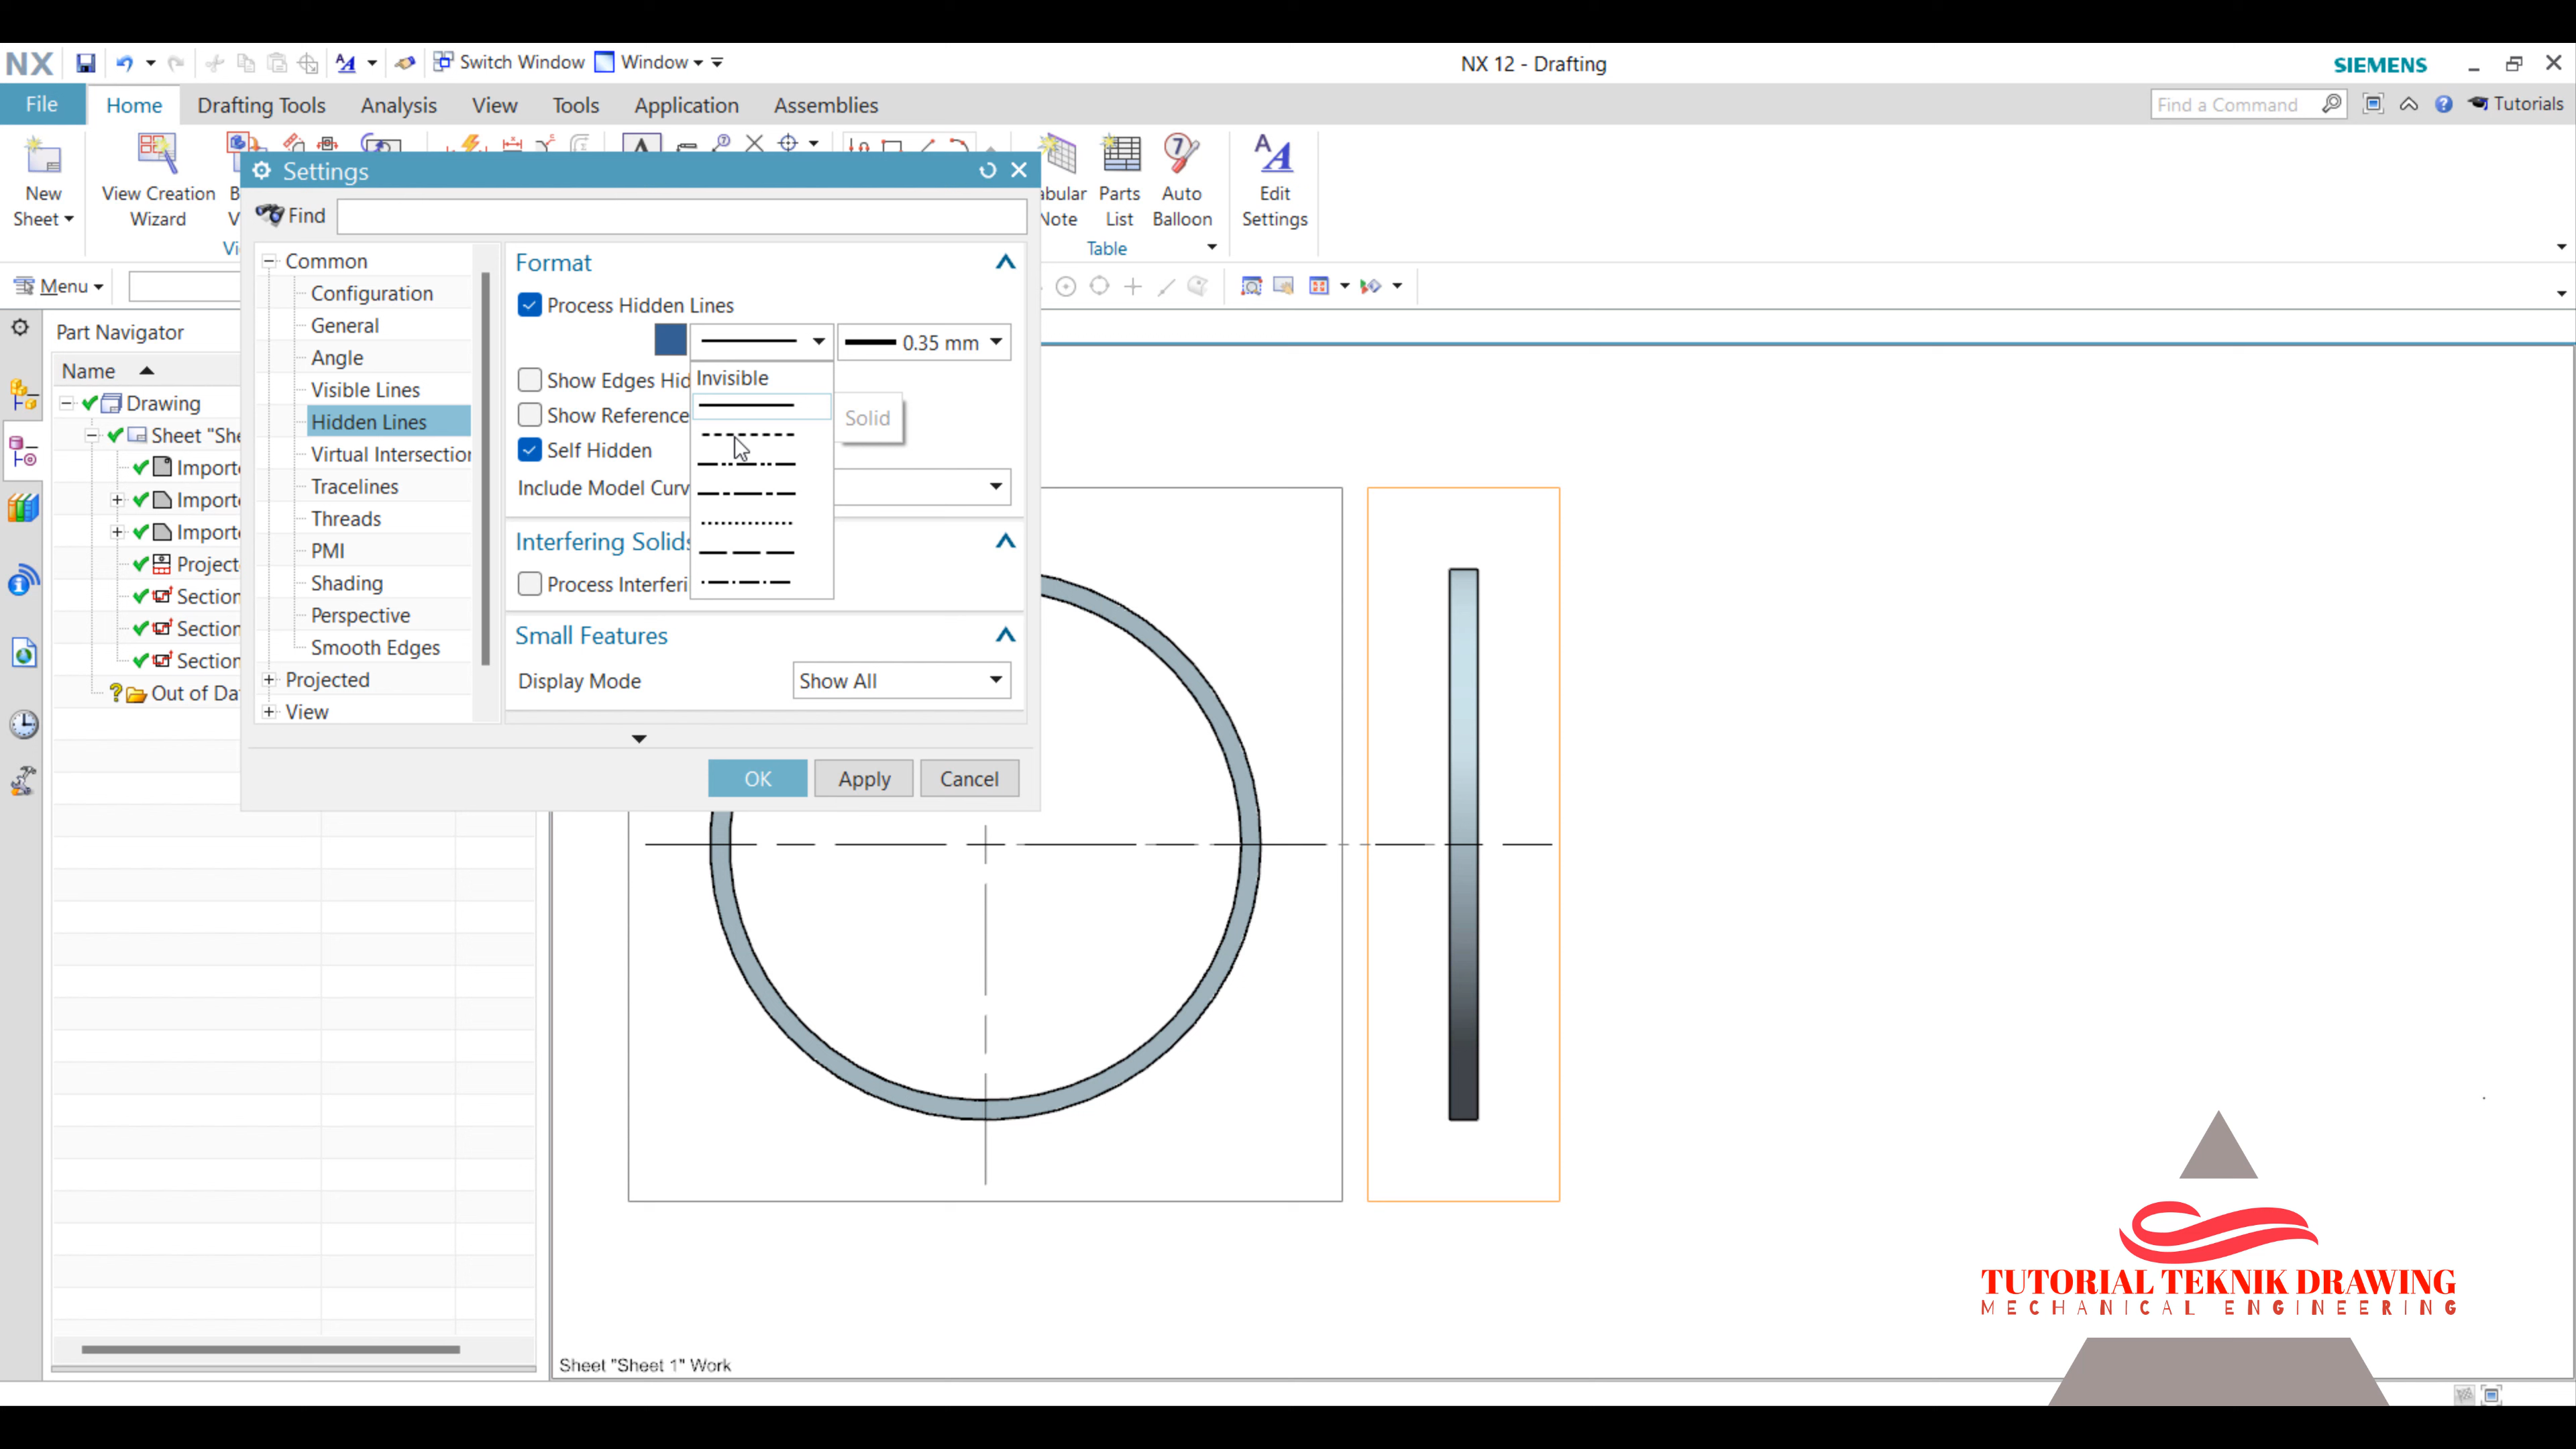 NX Switch Window Window NX 12 - Drafting SIEMENS
File Home Drafting Tools Analysis View Tools Application Assemblies Find a Command Tutorials
New Sheet
View Creation Wizard
Parts List
Auto Balloon
Edit Settings
Note
Table
Settings
Find
Menu
Part Navigator
Name
Drawing
Sheet "She
Importe
Importe
Importe
Project
Section
Section
Section
Out of Da
Common
Configuration
General
Angle
Visible Lines
Hidden Lines
Virtual Intersection
Tracelines
Threads
PMI
Shading
Perspective
Smooth Edges
Projected
View
Format
Process Hidden Lines
0.35 mm
Show Edges Hid
Invisible
Show Reference
Solid
Self Hidden
Include Model Curv
Interfering Solids
Process Interferi
Small Features
Display Mode Show All
OK Apply Cancel
Sheet "Sheet 1" Work
TUTORIAL TEKNIK DRAWING
MECHANICAL ENGINEERING